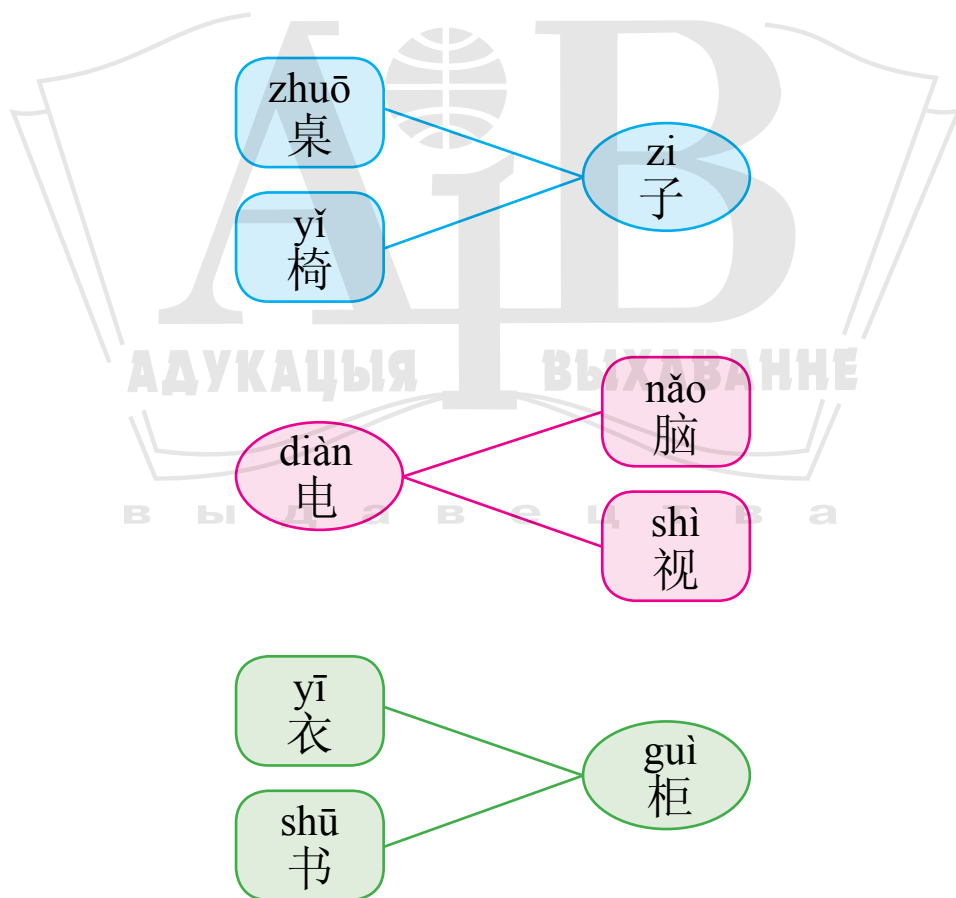 zhuō
桌
zi
子
yǐ
椅
АДУКАЦЫЯ ВЫХАВАННЕ
nǎo
脑
diàn
电
выдавецтва
shì
视
yī
衣
guì
柜
shū
书